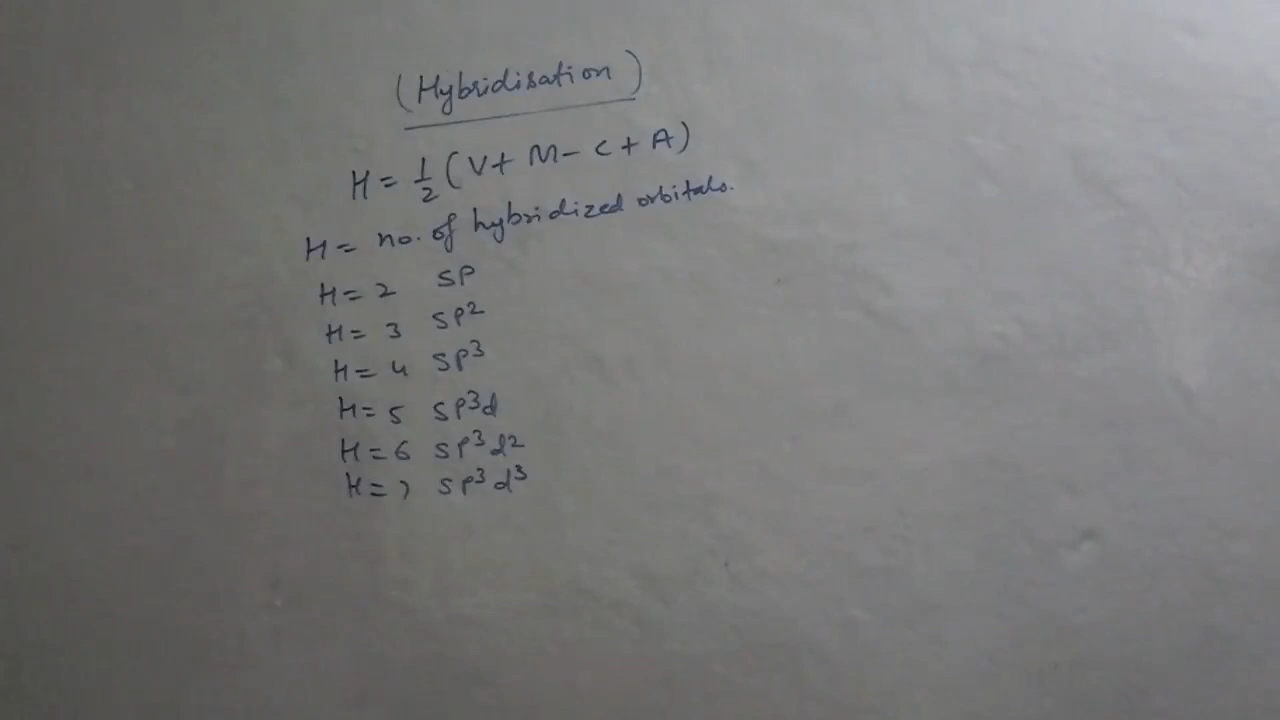 (Hybridisation)
H = 1/2 (V + M - C + A)
H = no. of hybridized orbitals.
H = 2 SP
H = 3 SP²
H = 4 SP³
H = 5 SP³d
H = 6 SP³d²
H = 7 SP³d³